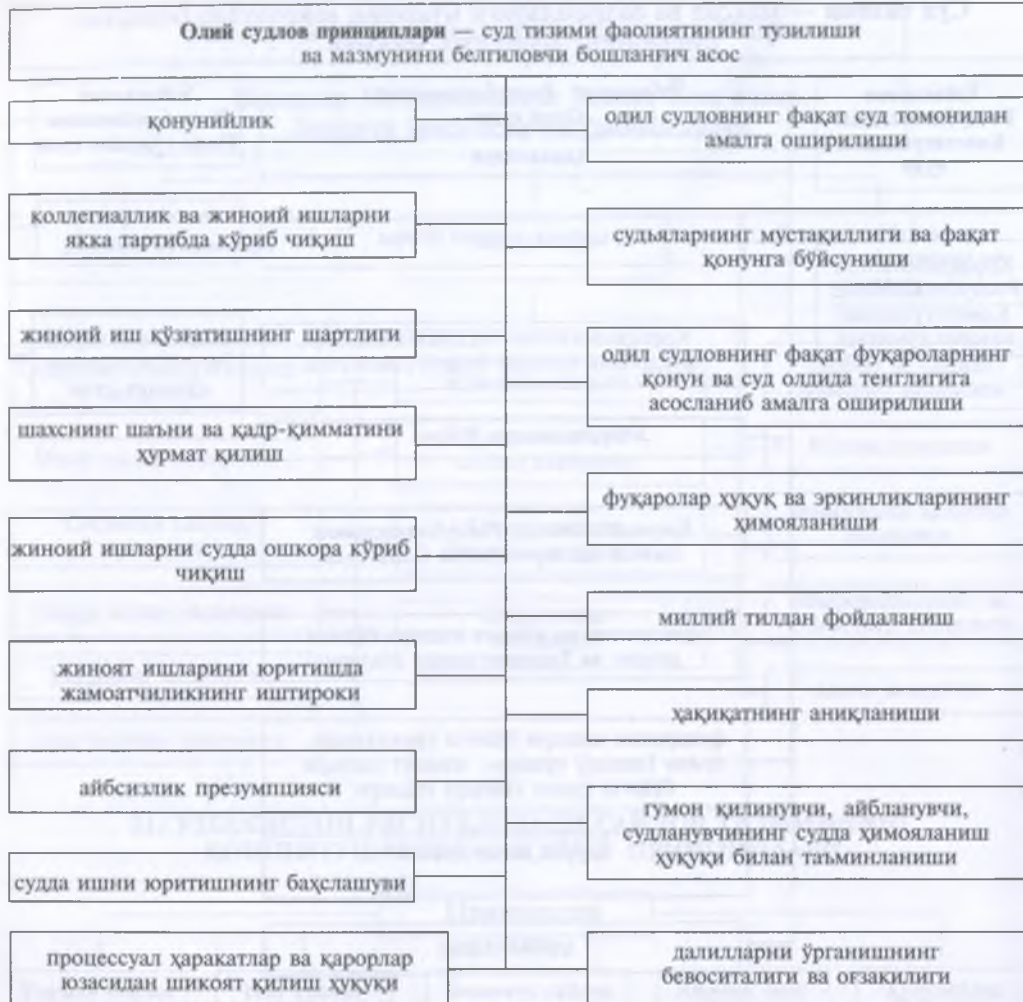 Олий судлов принциплари — суд тизими фаолиятининг тузилиши
ва мазмунини белгиловчи бошланғич асос
қонунийлик
коллегиаллик ва жиноий ишларни
якка тартибда кўриб чиқиш
жиноий иш қўзғатишнинг шартлиги
шахснинг шаъни ва қадр-қимматини
ҳурмат қилиш
жиноий ишларни судда ошкора кўриб
чиқиш
жиноят ишларини юритишда
жамоатчиликнинг иштироки
айбсизлик презумпцияси
судда ишни юритишнинг баҳслашуви
процессуал ҳаракатлар ва қарорлар
юзасидан шикоят қилиш ҳуқуқи
одил судловнинг фақат суд томонидан
амалга оширилиши
судьяларнинг мустақиллиги ва фақат
қонунга бўйсуниши
одил судловнинг фақат фуқароларнинг
қонун ва суд олдида тенглигига
асосланиб амалга оширилиши
фуқаролар ҳуқуқ ва эркинликларининг
ҳимояланиши
миллий тилдан фойдаланиш
ҳақиқатнинг аниқланиши
гумон қилинувчи, айбланувчи,
судланувчининг судда ҳимояланиш
ҳуқуқи билан таъминланиши
далилларни ўрганишнинг
бевоситалиги ва оғзакилиги